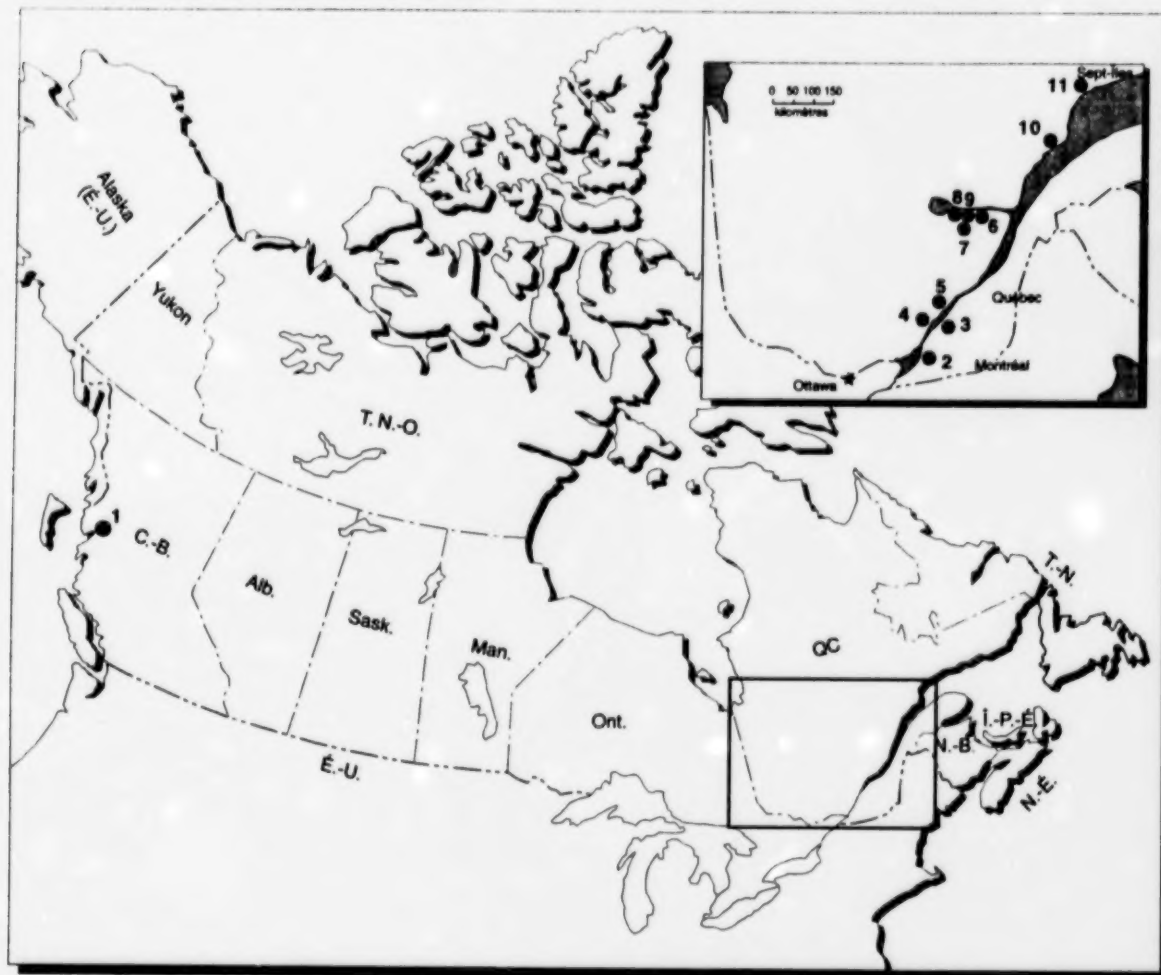 Sept-Îles
11
0 50 100 150
kilomètres
10
8 9
6
7
5
4
3
Québec
2
Montréal
Ottawa
Alaska
(É.-U.)
Yukon
T. N.-O.
1
C.-B.
Alb.
Sask.
Man.
Ont.
QC
T.-N.
Î.-P.-É.
N.-B.
N.-É.
É.-U.